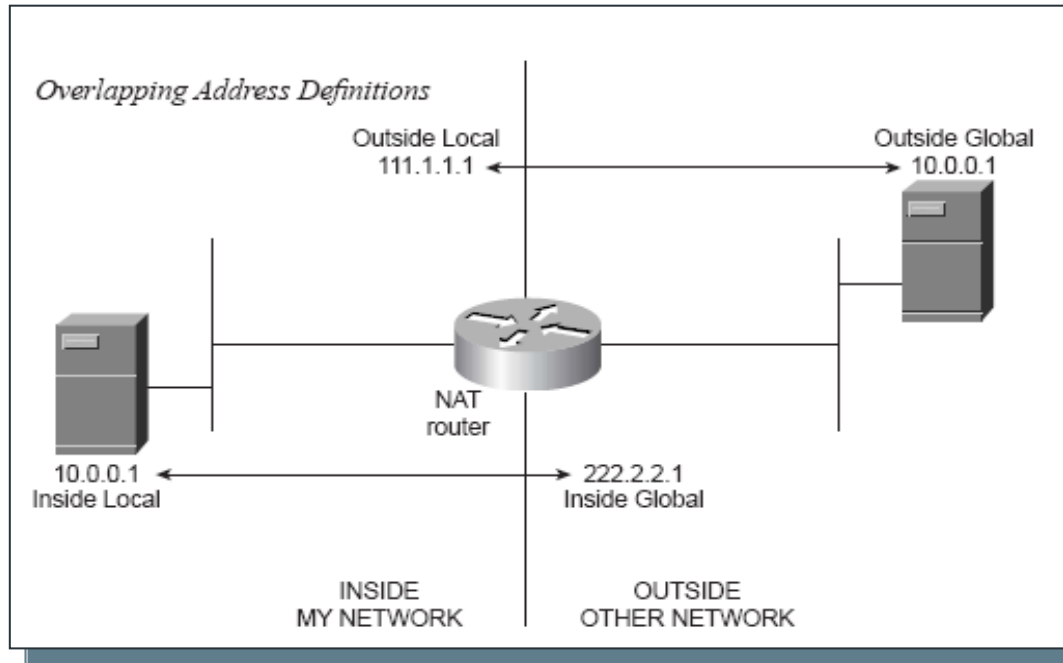 Overlapping Address Definitions
Outside Local
111.1.1.1
Outside Global
10.0.0.1
NAT
router
10.0.0.1
Inside Local
222.2.2.1
Inside Global
INSIDE
MY NETWORK
OUTSIDE
OTHER NETWORK